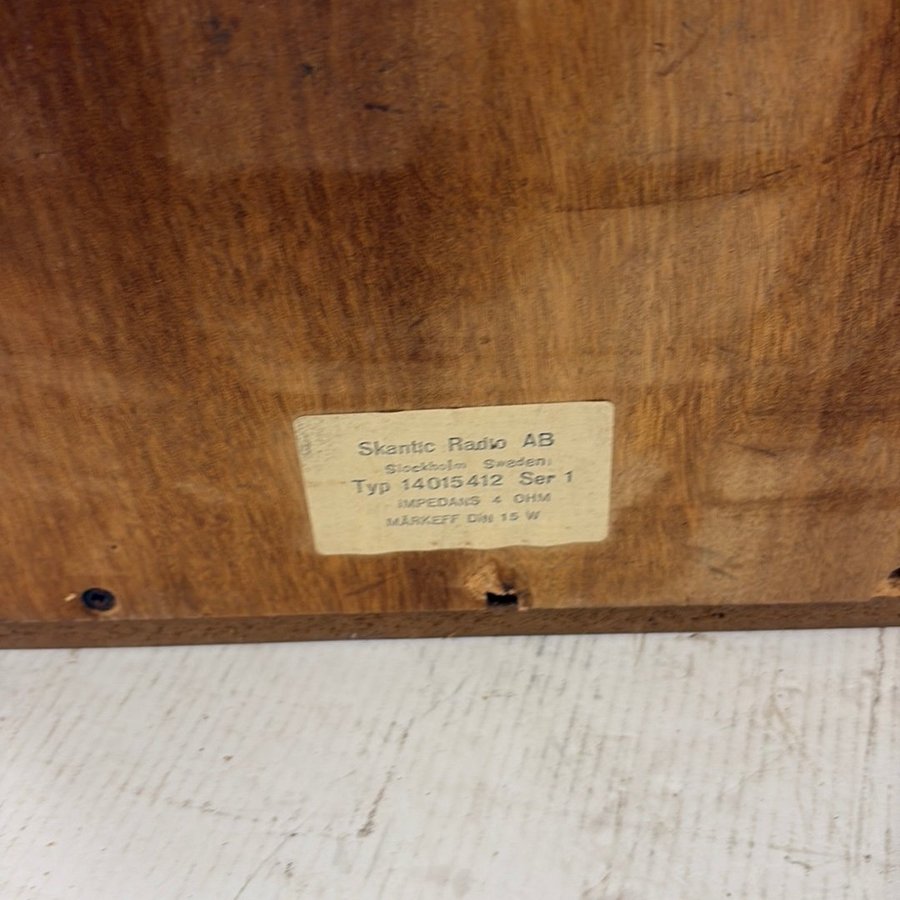 Skantic Radio AB
Stockholm Sweden
Typ 14015412 Ser 1
IMPEDANS 4 OHM
MÄRKEFF DIN 15 W